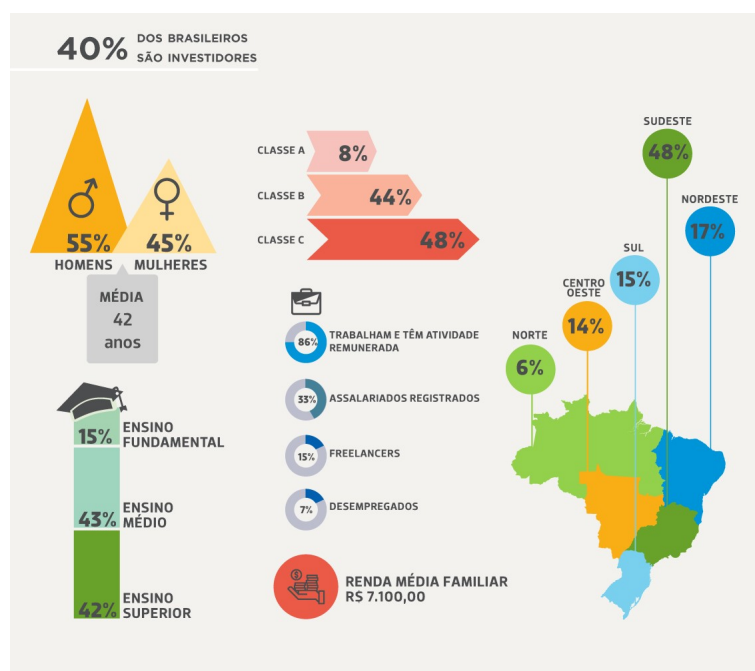 40% DOS BRASILEIROS
SÃO INVESTIDORES
55%
HOMENS
45%
MULHERES
MÉDIA
42
anos
CLASSE A
8%
CLASSE B
44%
CLASSE C
48%
86%
TRABALHAM E TÊM ATIVIDADE
REMUNERADA
33%
ASSALARIADOS REGISTRADOS
15%
FREELANCERS
7%
DESEMPREGADOS
15%
ENSINO
FUNDAMENTAL
43%
ENSINO
MÉDIO
42%
ENSINO
SUPERIOR
$
RENDA MÉDIA FAMILIAR
R$ 7.100,00
SUDESTE
48%
NORDESTE
17%
SUL
15%
CENTRO
OESTE
14%
NORTE
6%